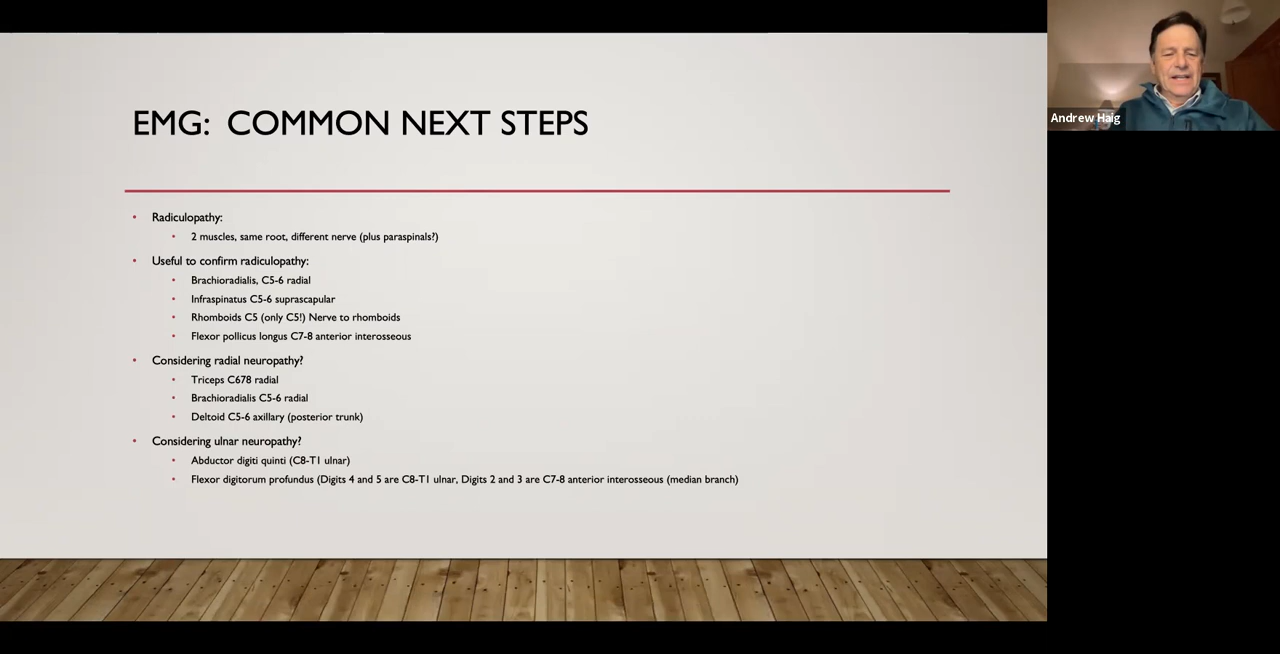 EMG: COMMON NEXT STEPS
Andrew Haig
• Radiculopathy:
• 2 muscles, same root, different nerve (plus paraspinals?)
• Useful to confirm radiculopathy:
• Brachioradialis, C5-6 radial
• Infraspinatus C5-6 suprascapular
• Rhomboids C5 (only C5!) Nerve to rhomboids
• Flexor pollicus longus C7-8 anterior interosseous
• Considering radial neuropathy?
• Triceps C678 radial
• Brachioradialis C5-6 radial
• Deltoid C5-6 axillary (posterior trunk)
• Considering ulnar neuropathy?
• Abductor digiti quinti (C8-T1 ulnar)
• Flexor digitorum profundus (Digits 4 and 5 are C8-T1 ulnar, Digits 2 and 3 are C7-8 anterior interosseous (median branch)